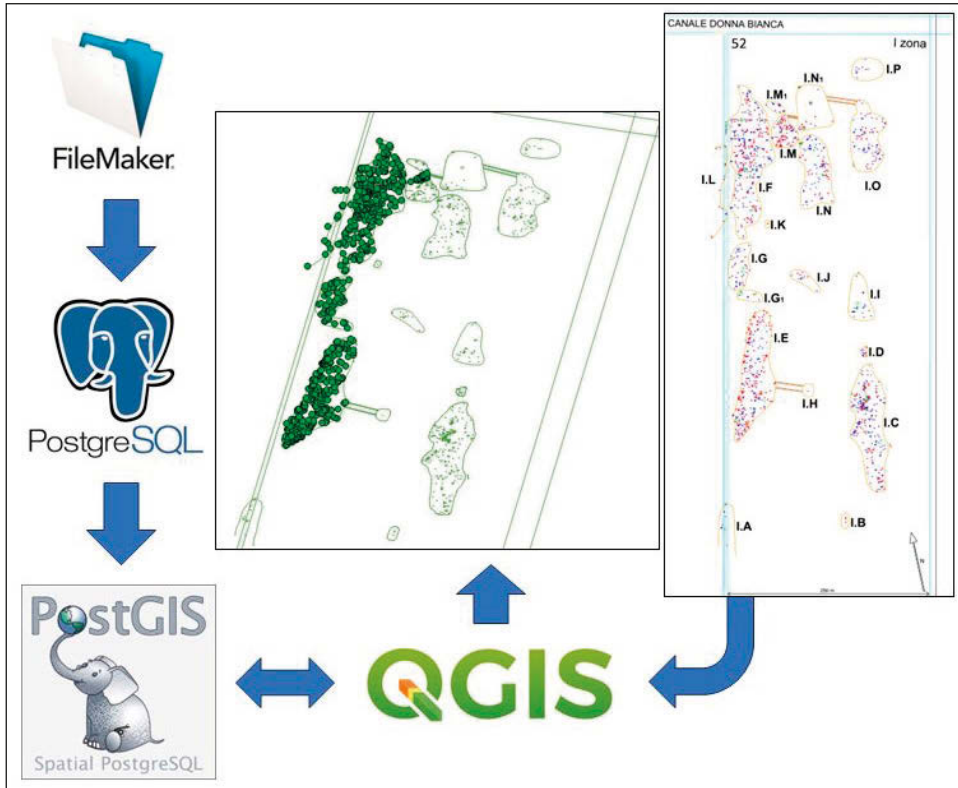 FileMaker
PostgreSQL
PostGIS
Spatial PostgreSQL
QGIS
CANALE DONNA BIANCA
52
I zona
I.P
I.N1
I.M1
I.M
I.O
I.L
I.F
I.N
I.K
I.G
I.J
I.I
I.G1
I.E
I.D
I.H
I.C
I.A
I.B
N